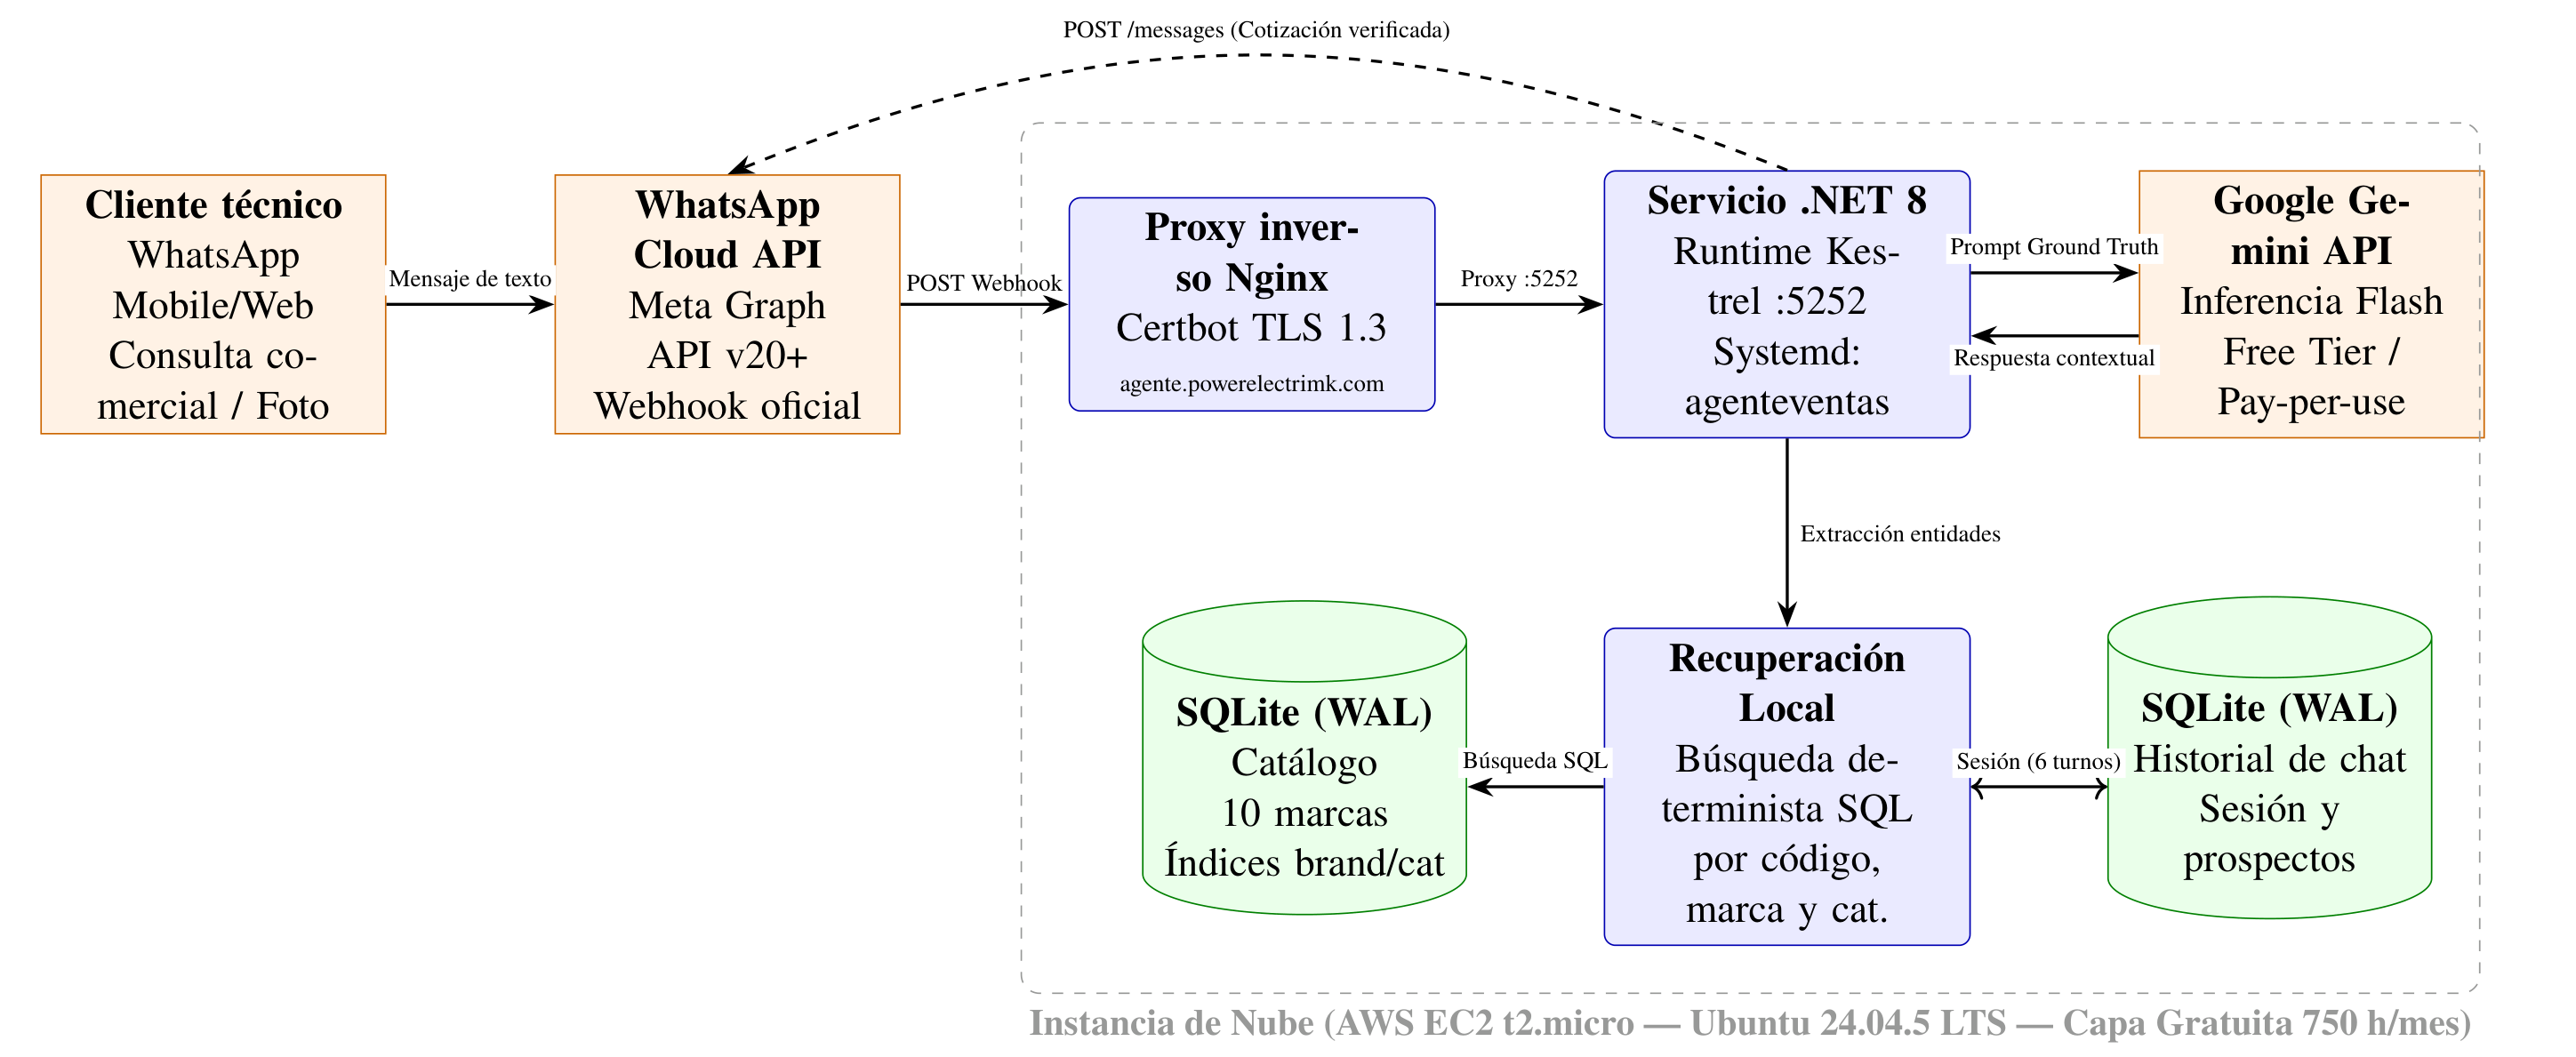 POST /messages (Cotización verificada)
Cliente técnico
WhatsApp
Mobile/Web
Consulta co-
mercial / Foto
Mensaje de texto
WhatsApp
Cloud API
Meta Graph
API v20+
Webhook oficial
POST Webhook
Proxy inver-
so Nginx
Certbot TLS 1.3
agente.powerelectrimk.com
Proxy :5252
Servicio .NET 8
Runtime Kes-
trel :5252
Systemd:
agenteventas
Prompt Ground Truth
Respuesta contextual
Google Ge-
mini API
Inferencia Flash
Free Tier /
Pay-per-use
Extracción entidades
SQLite (WAL)
Catálogo
10 marcas
Índices brand/cat
Búsqueda SQL
Recuperación
Local
Búsqueda de-
terminista SQL
por código,
marca y cat.
Sesión (6 turnos)
SQLite (WAL)
Historial de chat
Sesión y
prospectos
Instancia de Nube (AWS EC2 t2.micro — Ubuntu 24.04.5 LTS — Capa Gratuita 750 h/mes)